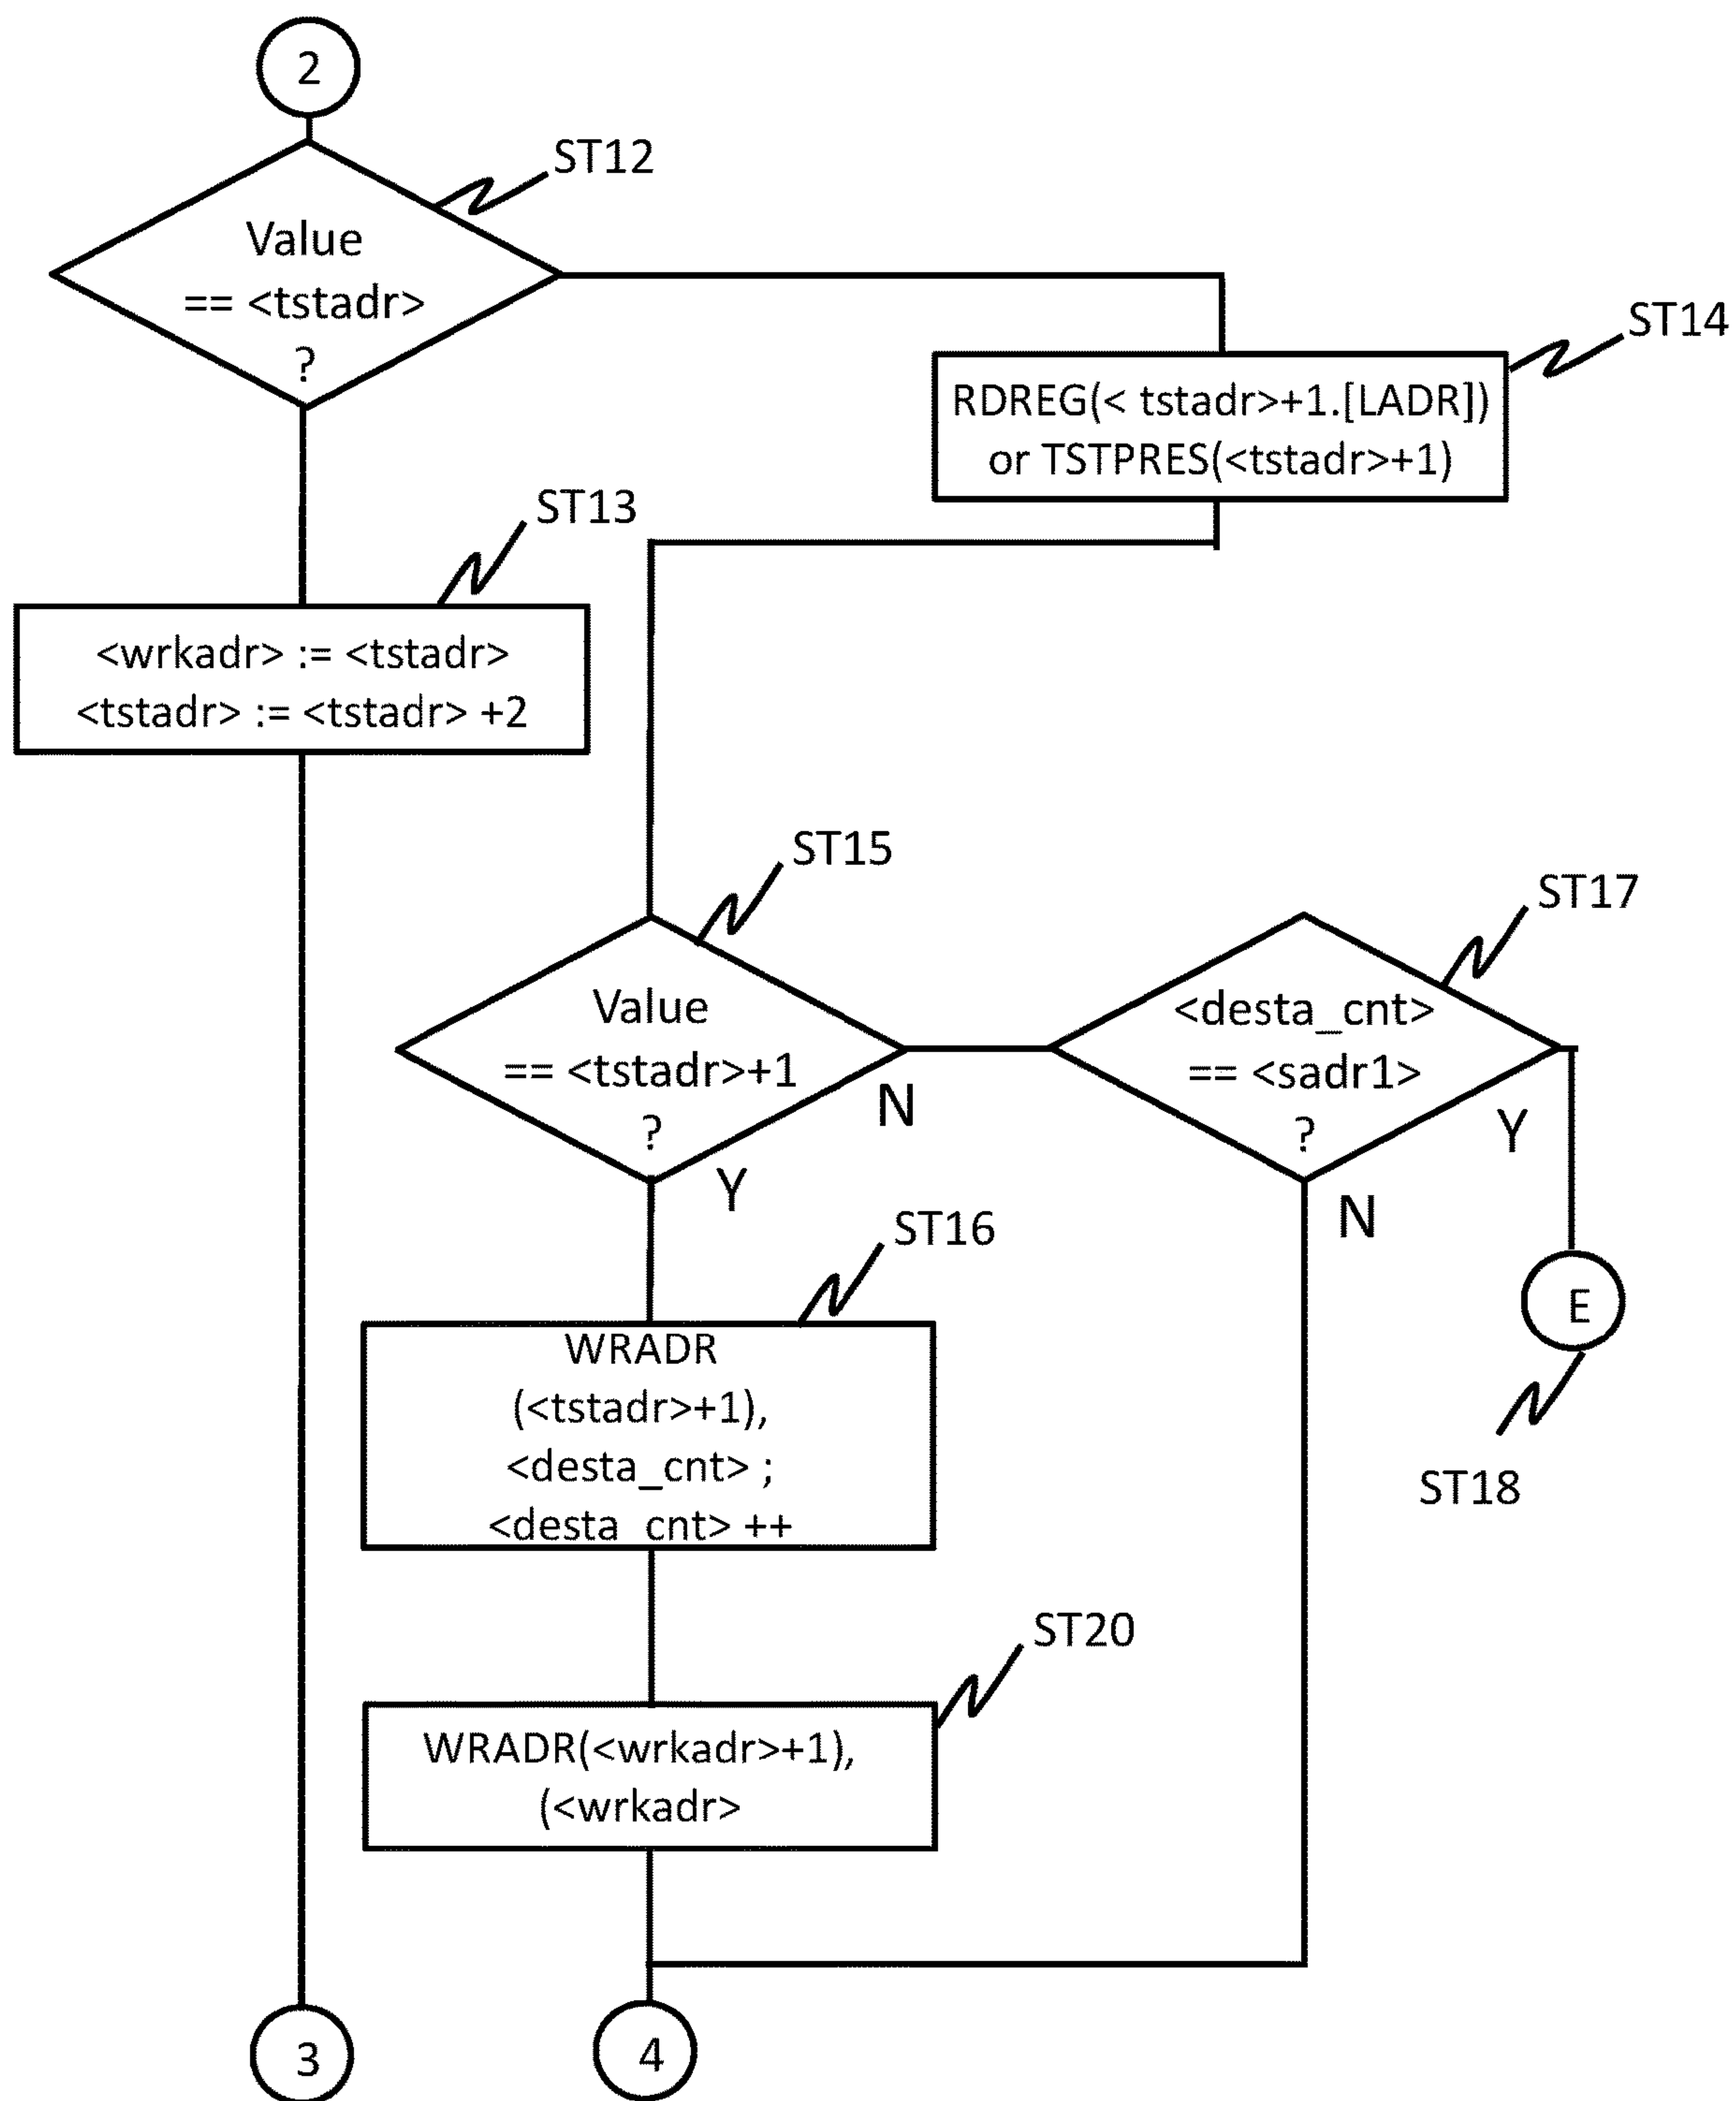 2
ST12
Value
== <tstadr>
?
ST14
RDREG(< tstadr>+1.[LADR])
or TSTPRES(<tstadr>+1)
ST13
<wrkadr> := <tstadr>
<tstadr> := <tstadr> +2
ST15
Value
== <tstadr>+1
?
N
Y
ST17
<desta_cnt>
== <sadr1>
?
Y
N
E
ST18
ST16
WRADR
(<tstadr>+1),
<desta_cnt> ;
<desta cnt> ++
ST20
WRADR(<wrkadr>+1),
(<wrkadr>
3
4